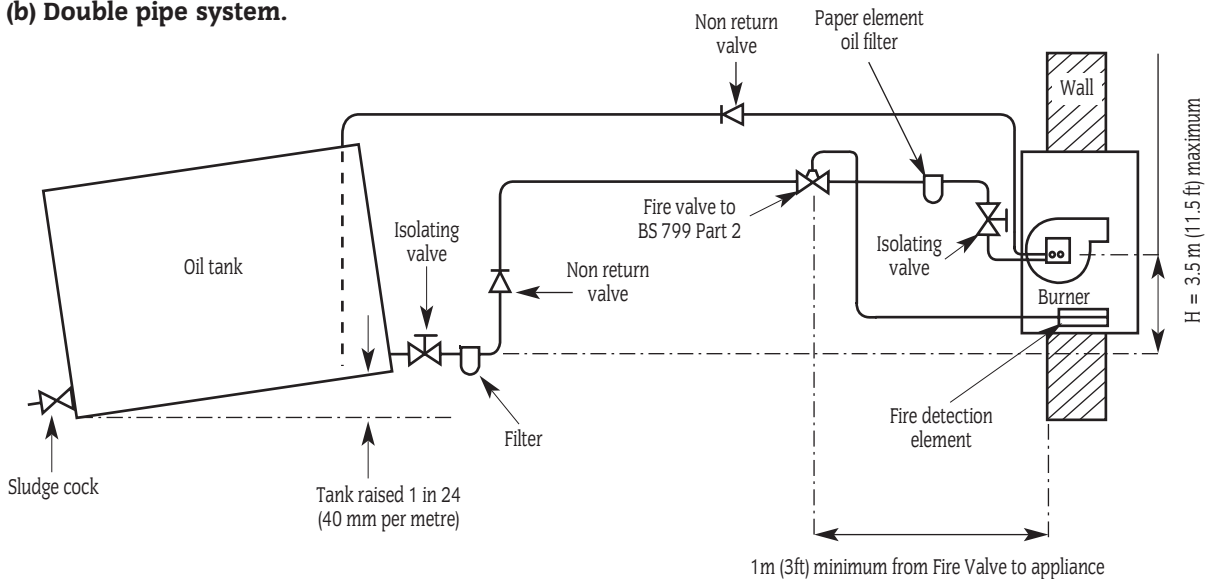 (b) Double pipe system.
Non return
valve
Paper element
oil filter
Wall
H = 3.5 m (11.5 ft) maximum
Fire valve to
BS 799 Part 2
Isolating
valve
Isolating
valve
Oil tank
Non return
valve
Burner
Filter
Fire detection
element
Sludge cock
Tank raised 1 in 24
(40 mm per metre)
1m (3ft) minimum from Fire Valve to appliance